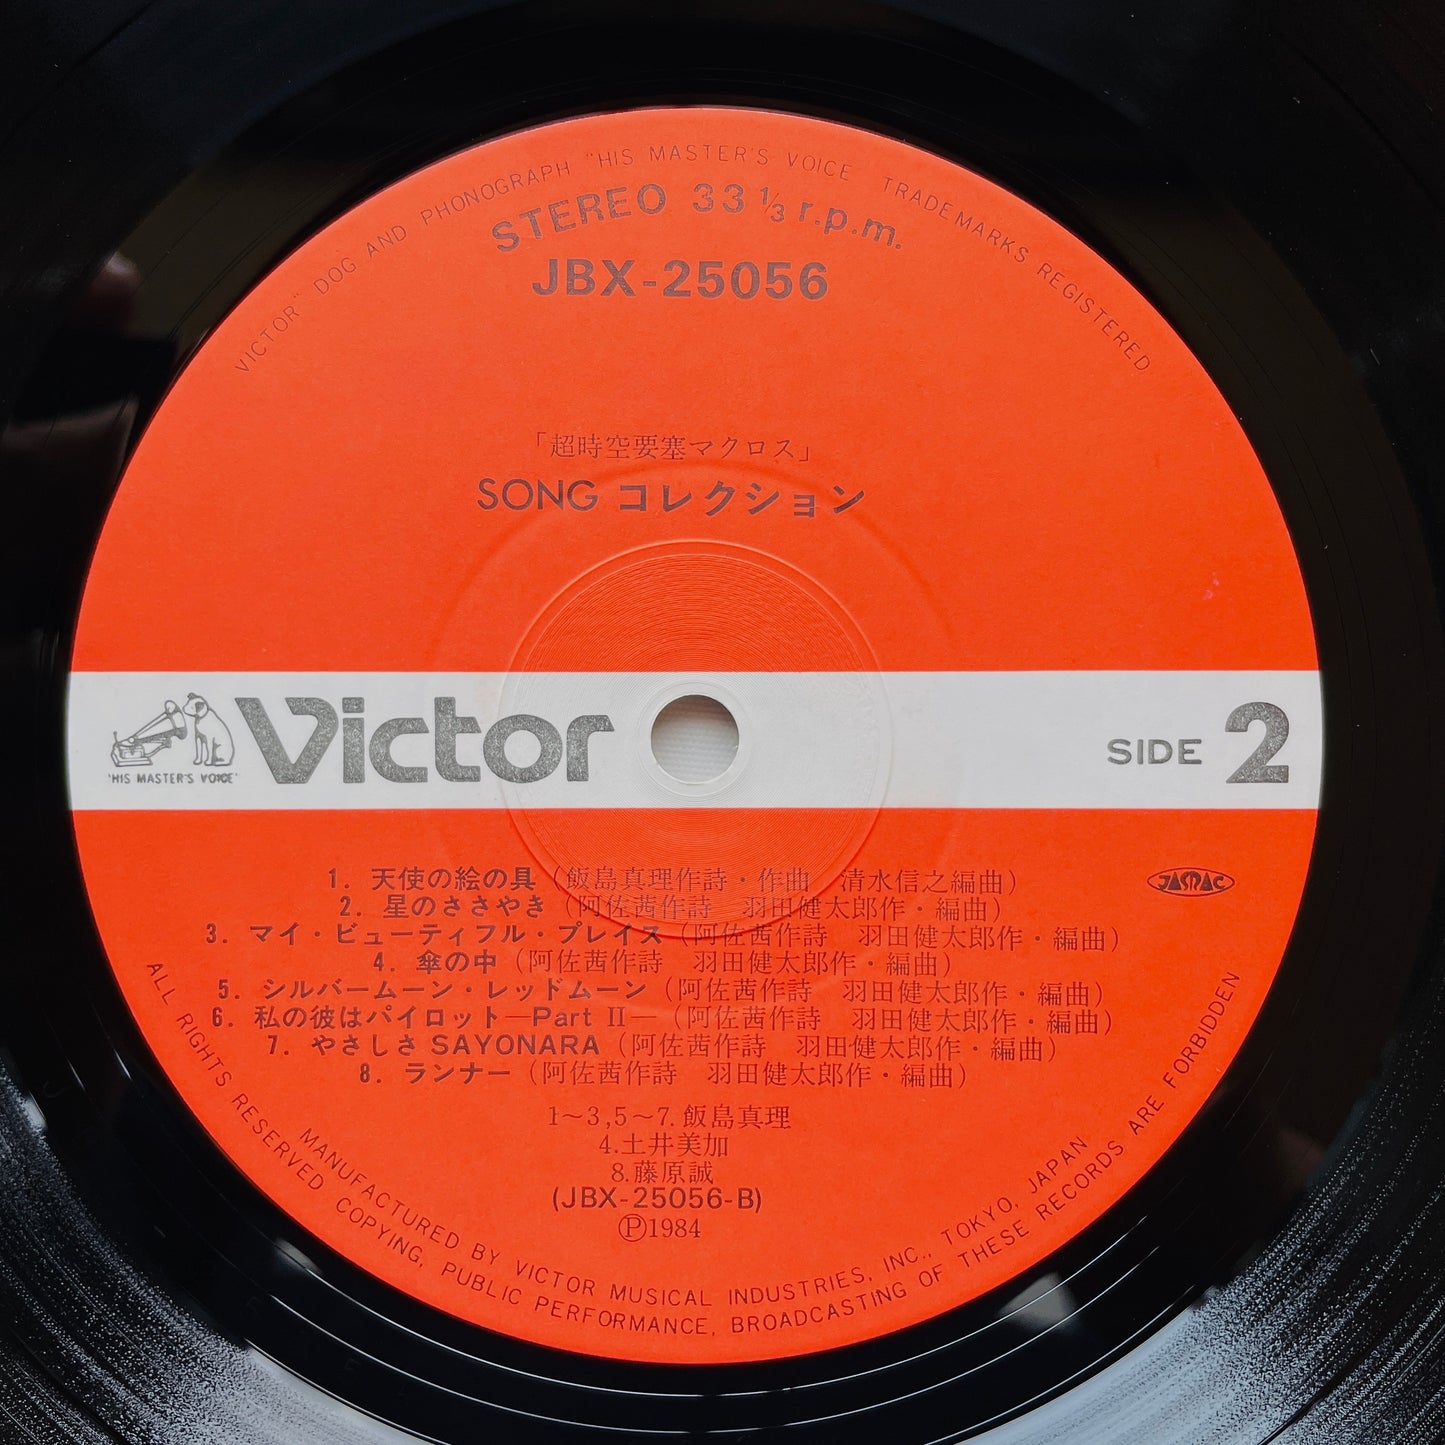 "VICTOR" DOG AND PHONOGRAPH "HIS MASTER'S VOICE TRADEMARKS REGISTERED
STEREO 33 1/3 r.p.m.
JBX-25056
「超時空要塞マクロス」
SONG コレクション
'HIS MASTER'S VOICE'
Victor
SIDE 2
1. 天使の絵の具（飯島真理作詩・作曲　清水信之編曲）
JASRAC
2. 星のささやき（阿佐茜作詩　羽田健太郎作・編曲）
3. マイ・ビューティフル・プレイス（阿佐茜作詩　羽田健太郎作・編曲）
4. 傘の中（阿佐茜作詩　羽田健太郎作・編曲）
5. シルバームーン・レッドムーン（阿佐茜作詩　羽田健太郎作・編曲）
6. 私の彼はパイロット―Part II―（阿佐茜作詩　羽田健太郎作・編曲）
7. やさしさ SAYONARA（阿佐茜作詩　羽田健太郎作・編曲）
8. ランナー（阿佐茜作詩　羽田健太郎作・編曲）
1～3,5～7.飯島真理
4.土井美加
8.藤原誠
(JBX-25056-B)
Ⓟ1984
MANUFACTURED BY VICTOR MUSICAL INDUSTRIES, INC., TOKYO, JAPAN
ALL RIGHTS RESERVED COPYING, PUBLIC PERFORMANCE, BROADCASTING OF THESE RECORDS ARE FORBIDDEN